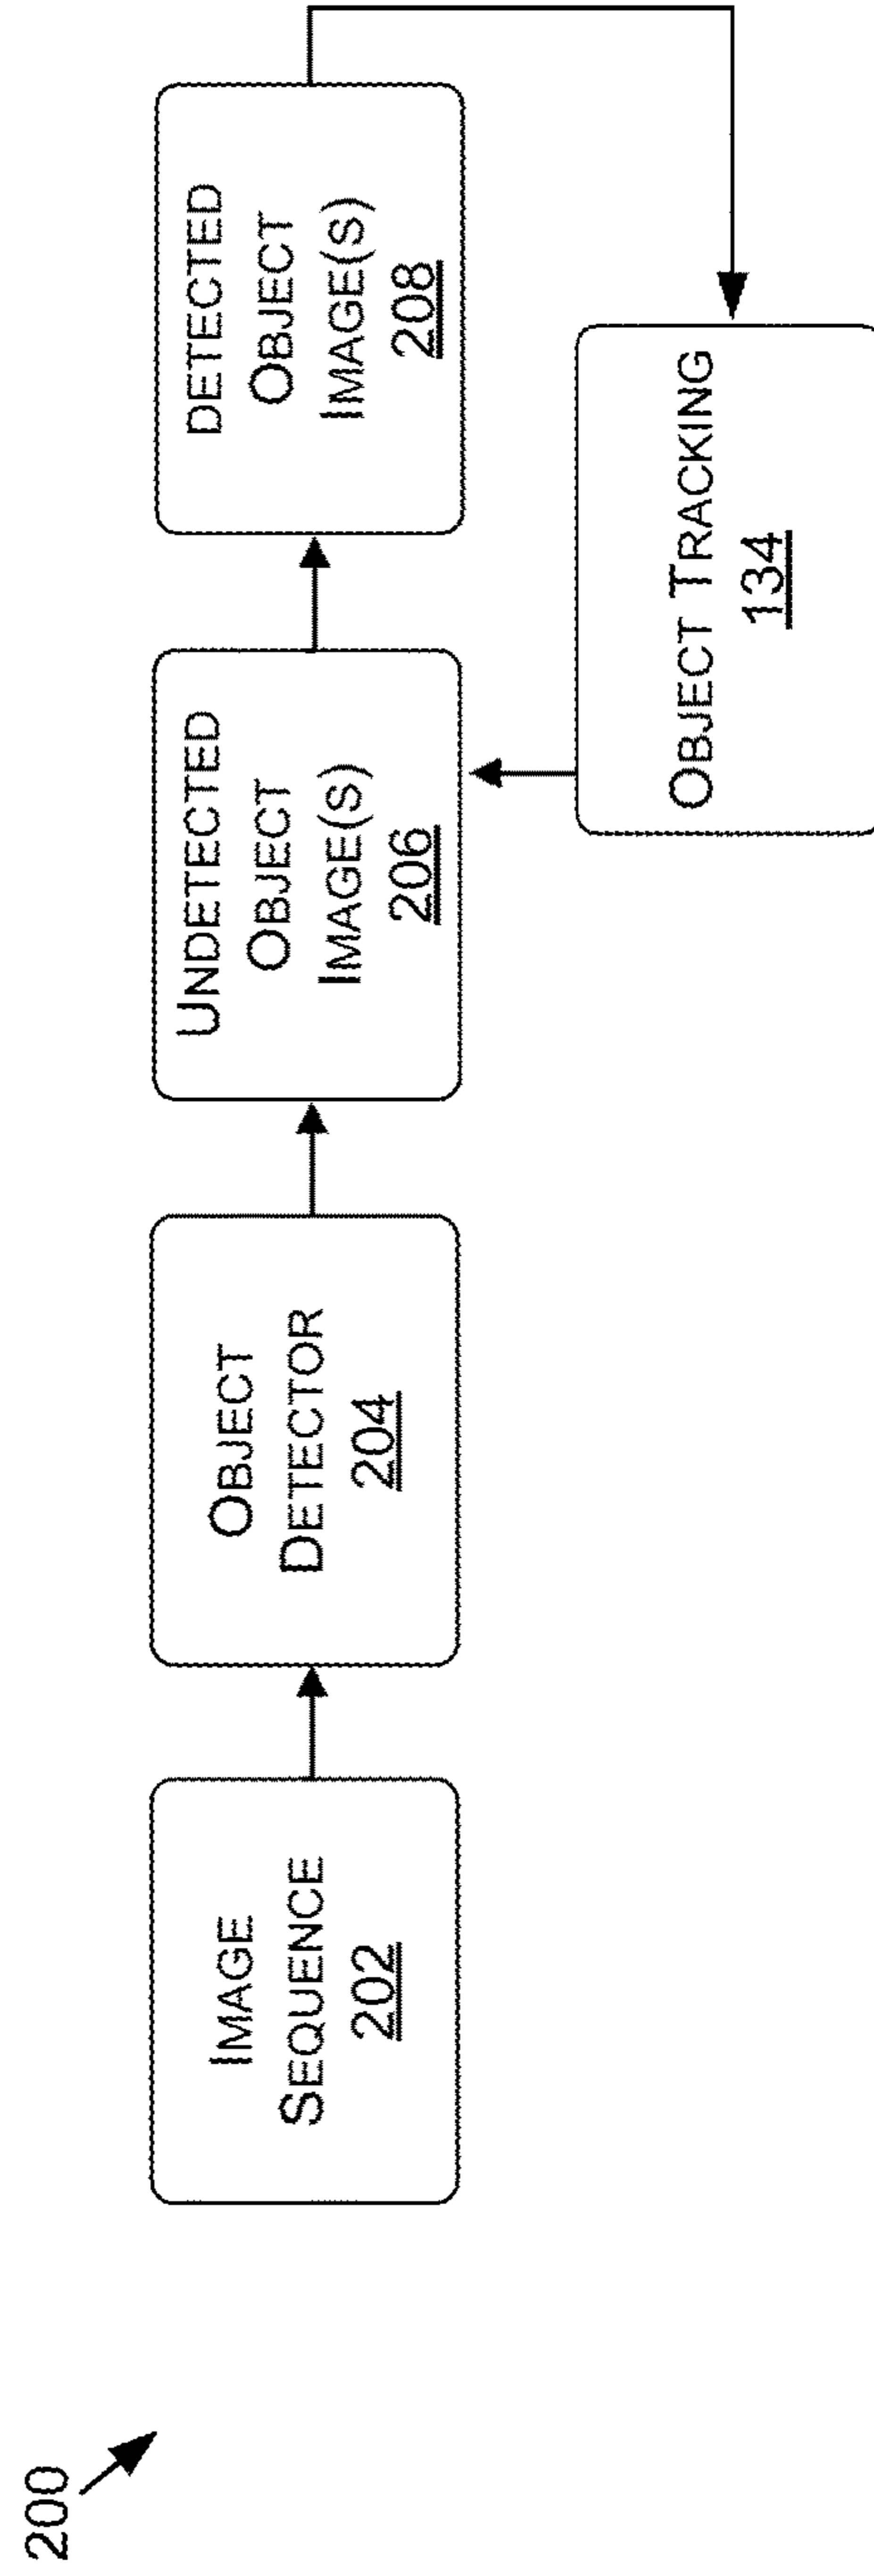 200
IMAGE
SEQUENCE
202
OBJECT
DETECTOR
204
UNDETECTED
OBJECT
IMAGE(S)
206
DETECTED
OBJECT
IMAGE(S)
208
OBJECT TRACKING
134